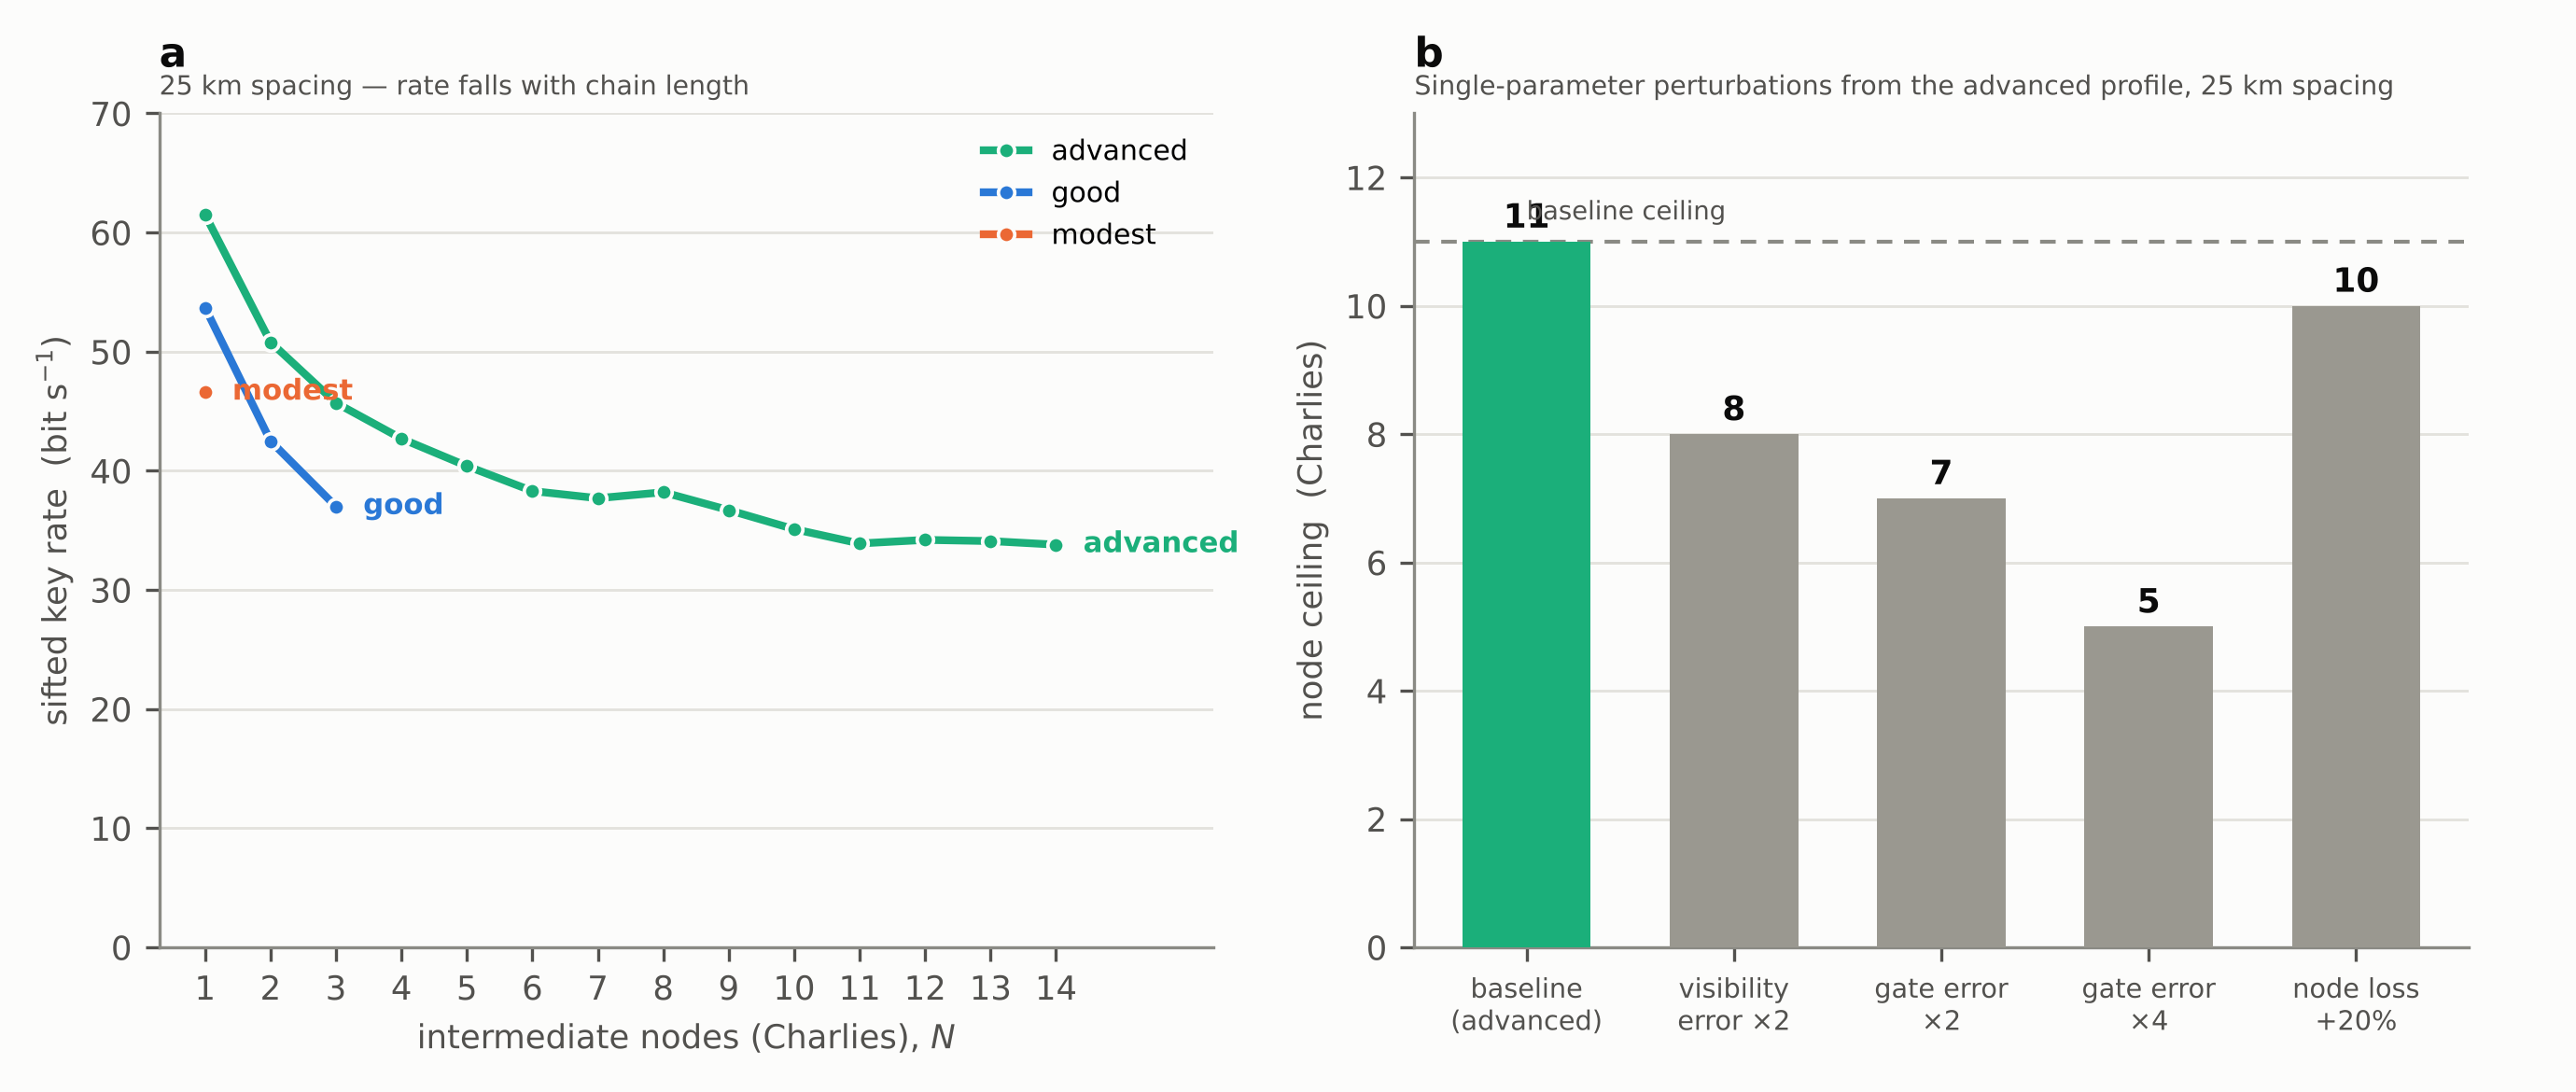 a
25 km spacing — rate falls with chain length
sifted key rate (bit s⁻¹)
70
60
50
40
30
20
10
0
advanced
good
modest
modest
good
advanced
1 2 3 4 5 6 7 8 9 10 11 12 13 14
intermediate nodes (Charlies), N
b
Single-parameter perturbations from the advanced profile, 25 km spacing
node ceiling (Charlies)
12
10
8
6
4
2
0
11
baseline ceiling
8
7
5
10
baseline
(advanced)
visibility
error ×2
gate error
×2
gate error
×4
node loss
+20%